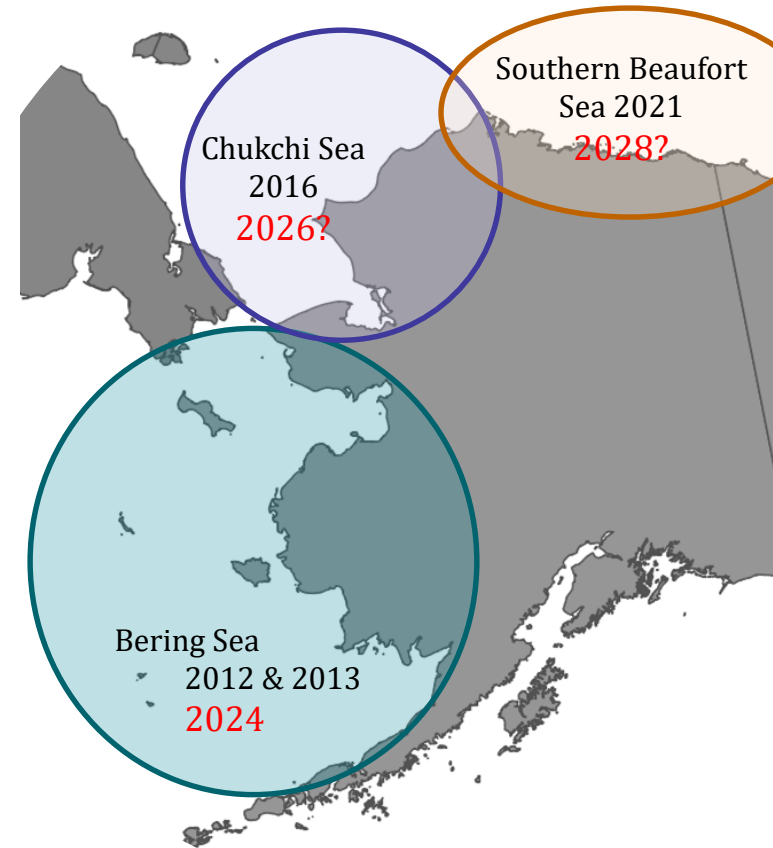 Southern Beaufort
Sea 2021
2028?
Chukchi Sea
2016
2026?
Bering Sea
2012 & 2013
2024